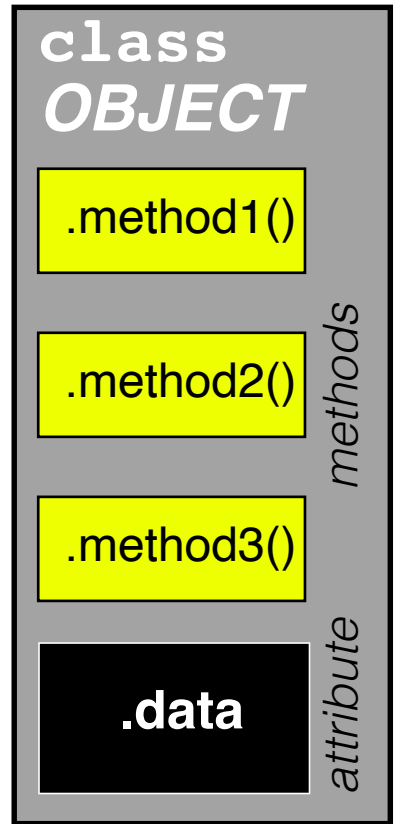 class
OBJECT
.method1()
.method2()
.method3()
methods
.data
attribute